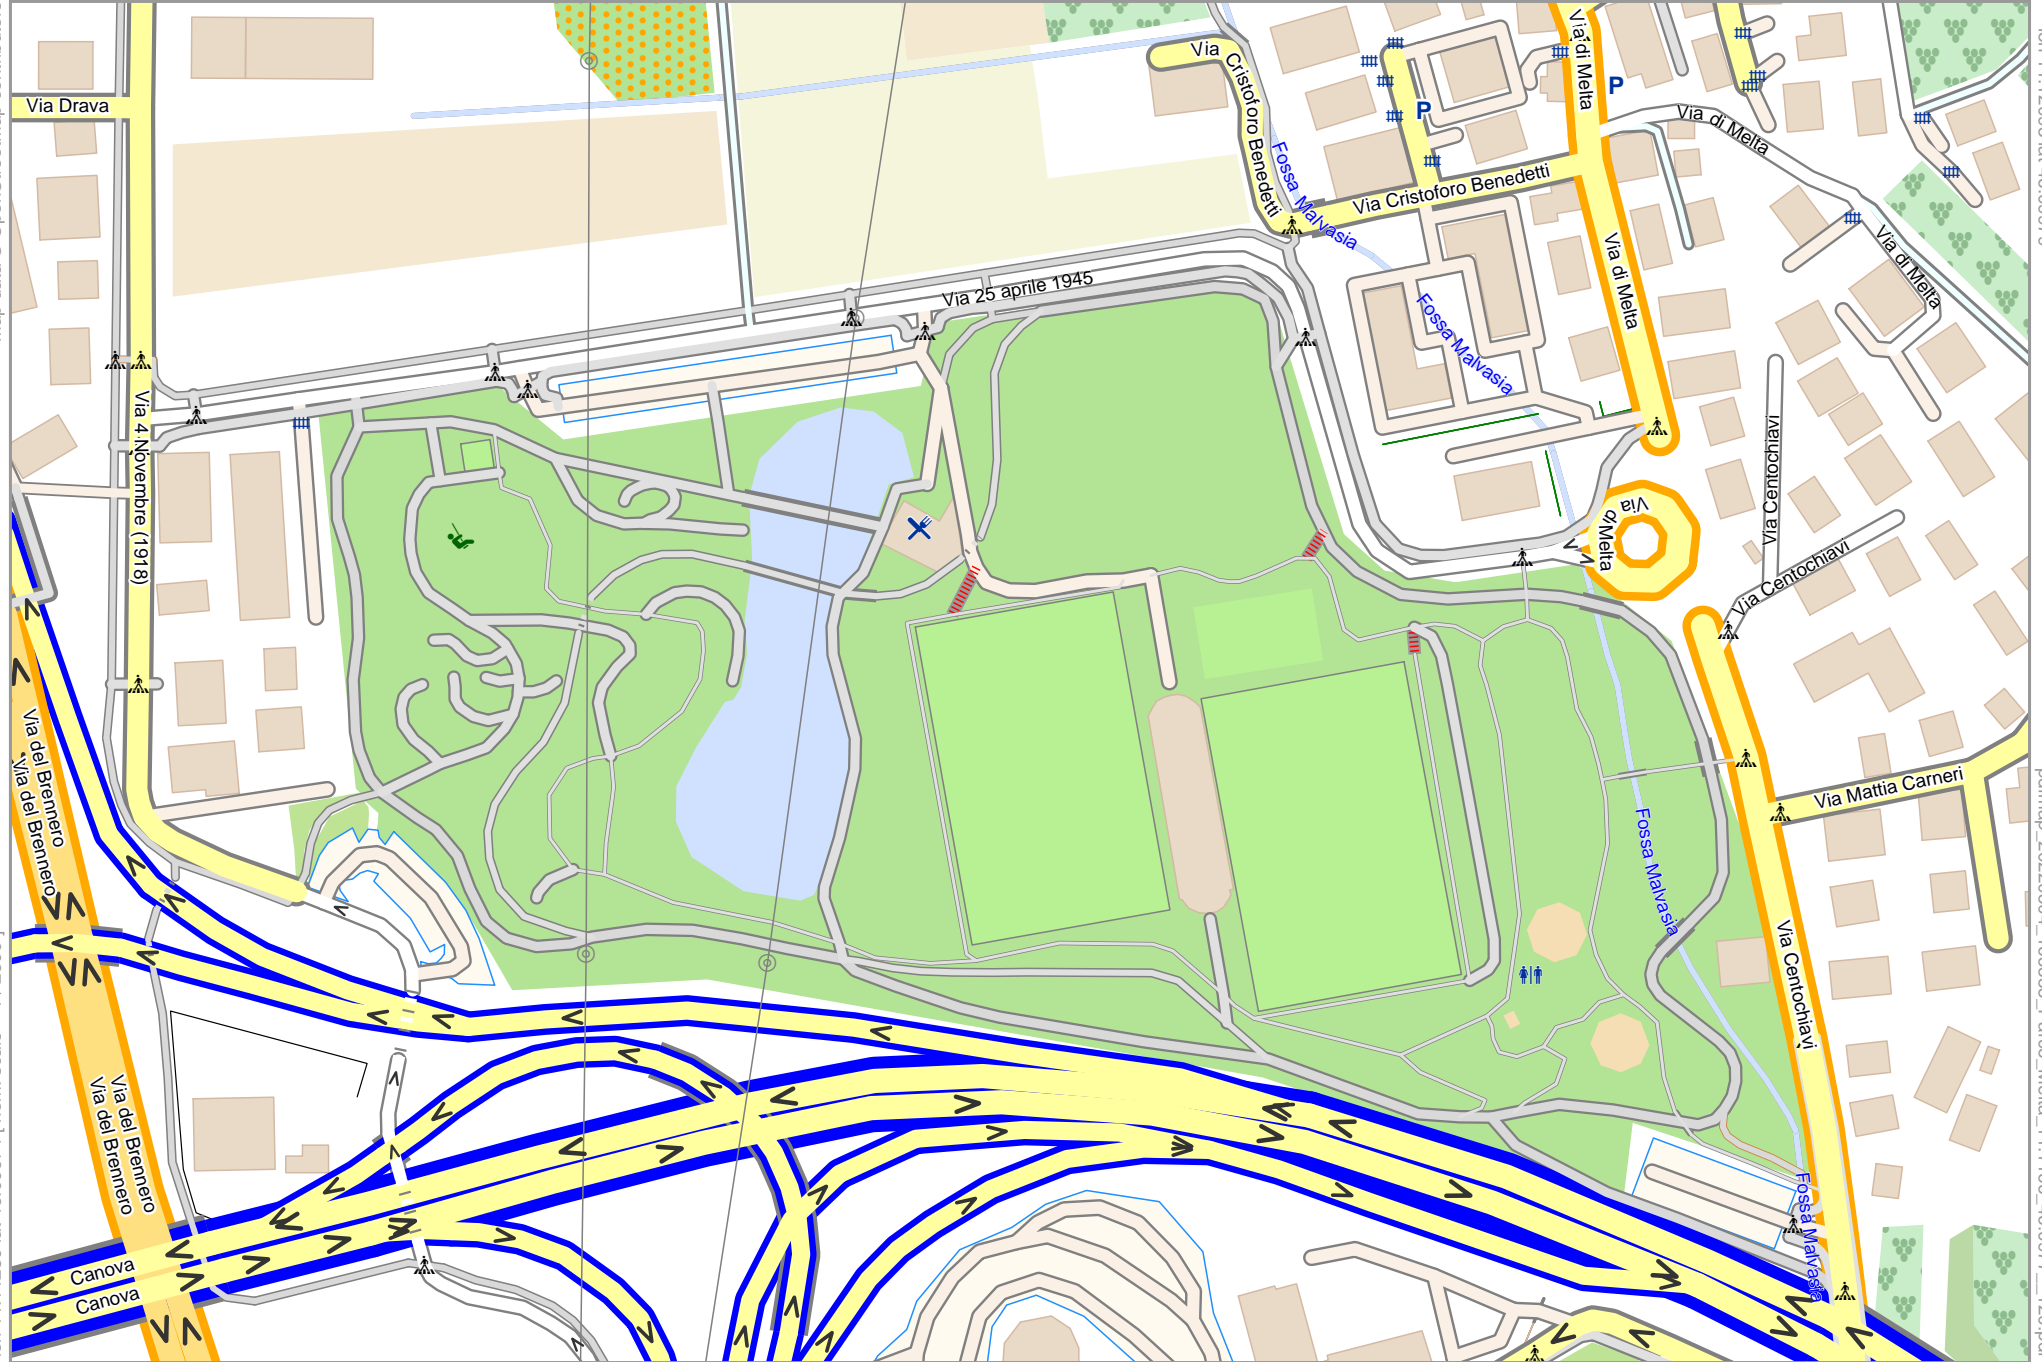 Via Drava
Via
Cristoforo Benedetti
Via di Melta
P
P
Via di Melta
Fossa Malvasia
Via Cristoforo Benedetti
Via di Melta
Via di Melta
Via 25 aprile 1945
Fossa Malvasia
Via 4 Novembre (1918)
Via di Melta
Via Centochiavi
Via Centochiavi
Via del Brennero
Via del Brennero
Via Mattia Carneri
Fossa Malvasia
Via Centochiavi
Via del Brennero
Via del Brennero
Fossa Malvasia
Canova
Canova